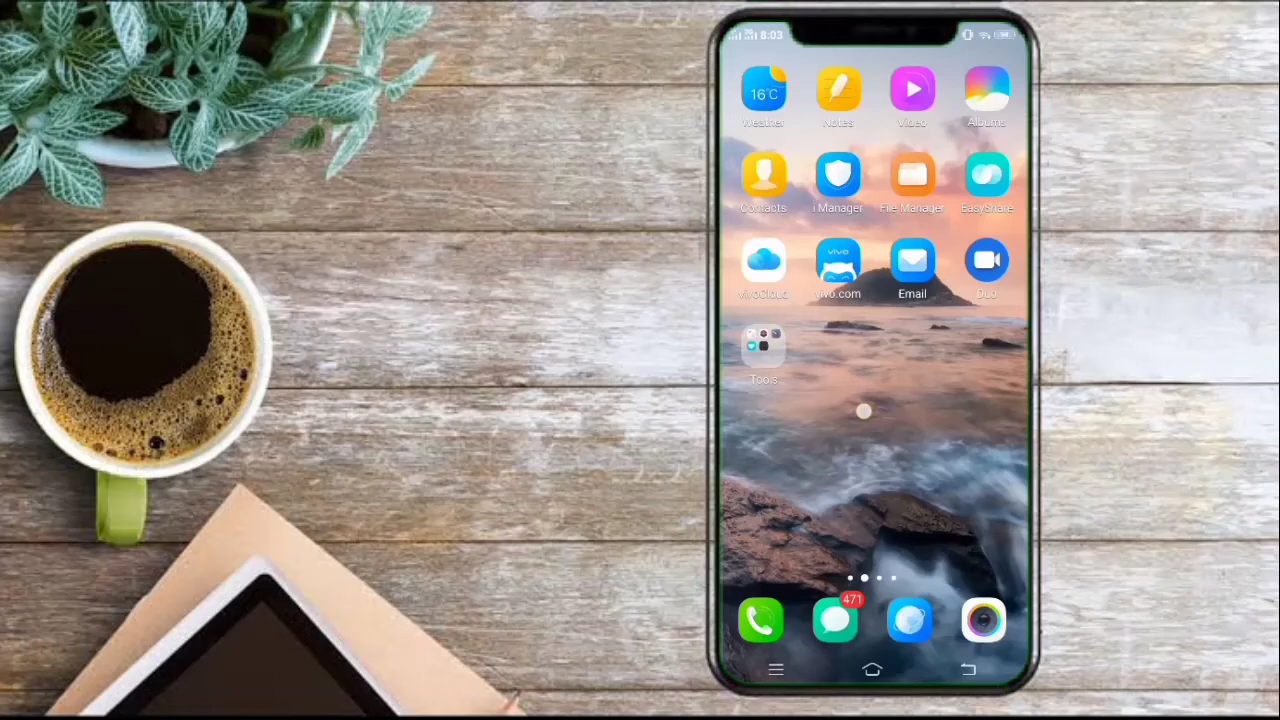 8:03
16°C
Weather
Notes
Video
Albums
Contacts
i Manager
File Manager
EasyShare
vivo
vivoCloud
vivo.com
Email
Duo
Tools
471